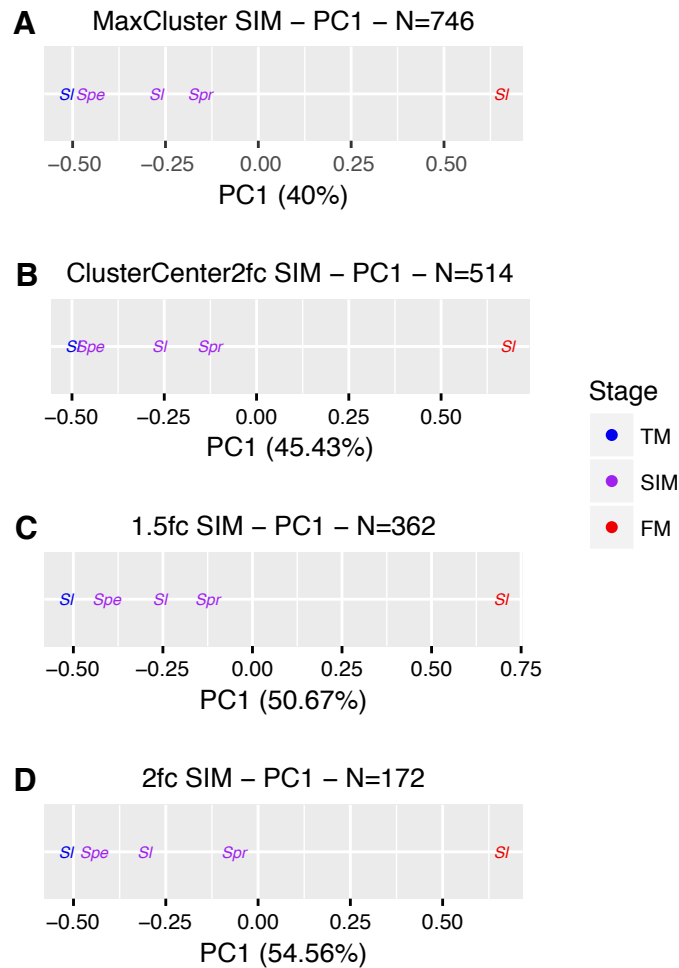 A MaxCluster SIM – PC1 – N=746
Sl Spe Sl Spr Sl
−0.50 −0.25 0.00 0.25 0.50
PC1 (40%)
B ClusterCenter2fc SIM – PC1 – N=514
Sl Spe Sl Spr Sl
−0.50 −0.25 0.00 0.25 0.50
PC1 (45.43%)
Stage
TM
SIM
FM
C 1.5fc SIM – PC1 – N=362
Sl Spe Sl Spr Sl
−0.50 −0.25 0.00 0.25 0.50 0.75
PC1 (50.67%)
D 2fc SIM – PC1 – N=172
Sl Spe Sl Spr Sl
−0.50 −0.25 0.00 0.25 0.50
PC1 (54.56%)